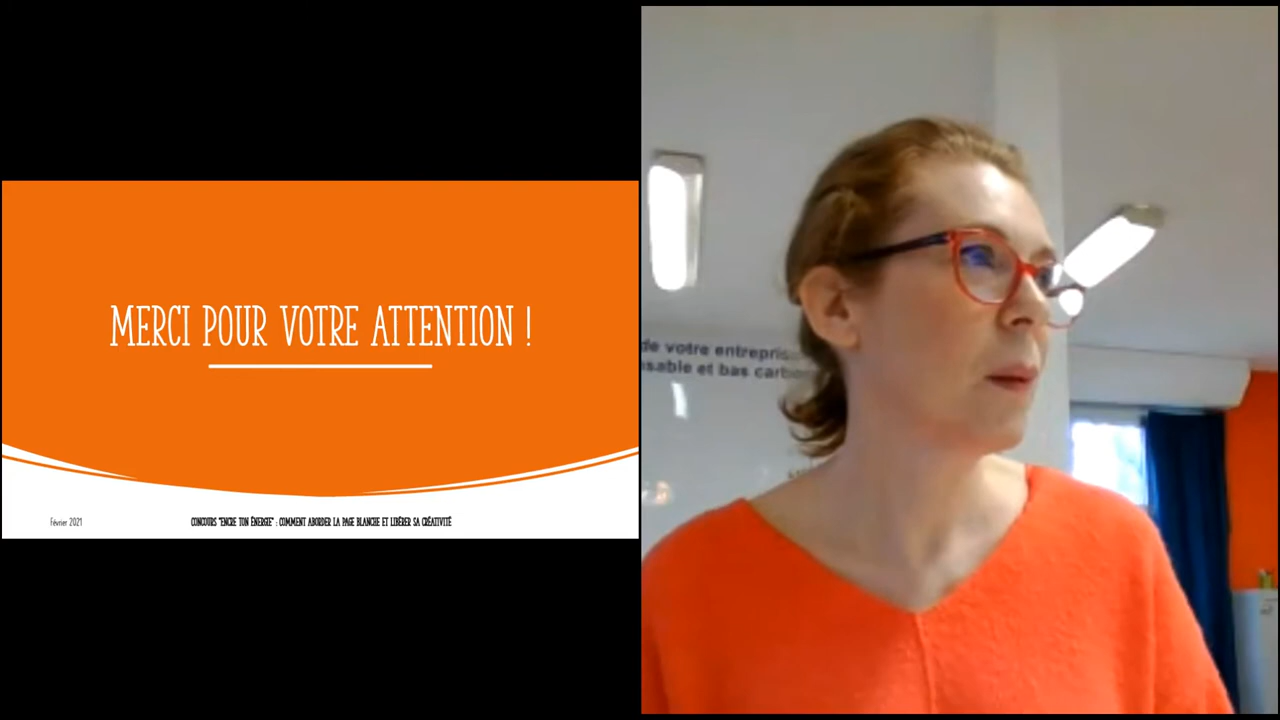 MERCI POUR VOTRE ATTENTION !
Février 2021
CONCOURS "ENCRE TON ÉNERGIE" : COMMENT ABORDER LA PAGE BLANCHE ET LIBÉRER SA CRÉATIVITÉ
de votre entrepris
sable et bas carbo